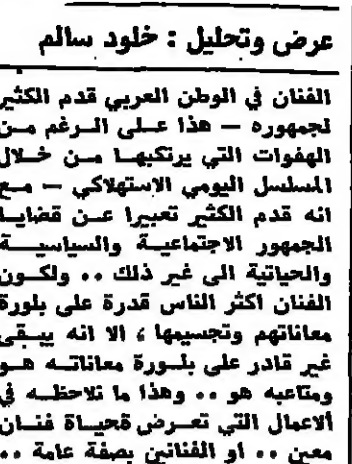 عرض وتحليل : خلود سالم
الفنان في الوطن العربي قدم الكثير
لجمهوره — هذا على الرغم من
الهفوات التي يرتكبها من خلال
المسلسل اليومي الاستهلاكي — مع
انه قدم الكثير تعبيرا عن قضايا
الجمهور الاجتماعية والسياسية
والحياتية الى غير ذلك .. ولكون
الفنان اكثر الناس قدرة على بلورة
معاناتهم وتجسيمها ، الا انه يبقى
غير قادر على بلورة معاناته هو
ومتاعبه هو .. وهذا ما نلاحظه في
الاعمال التي تعرض قحياة فنان
معين .. او الفنانين بصفة عامة ..